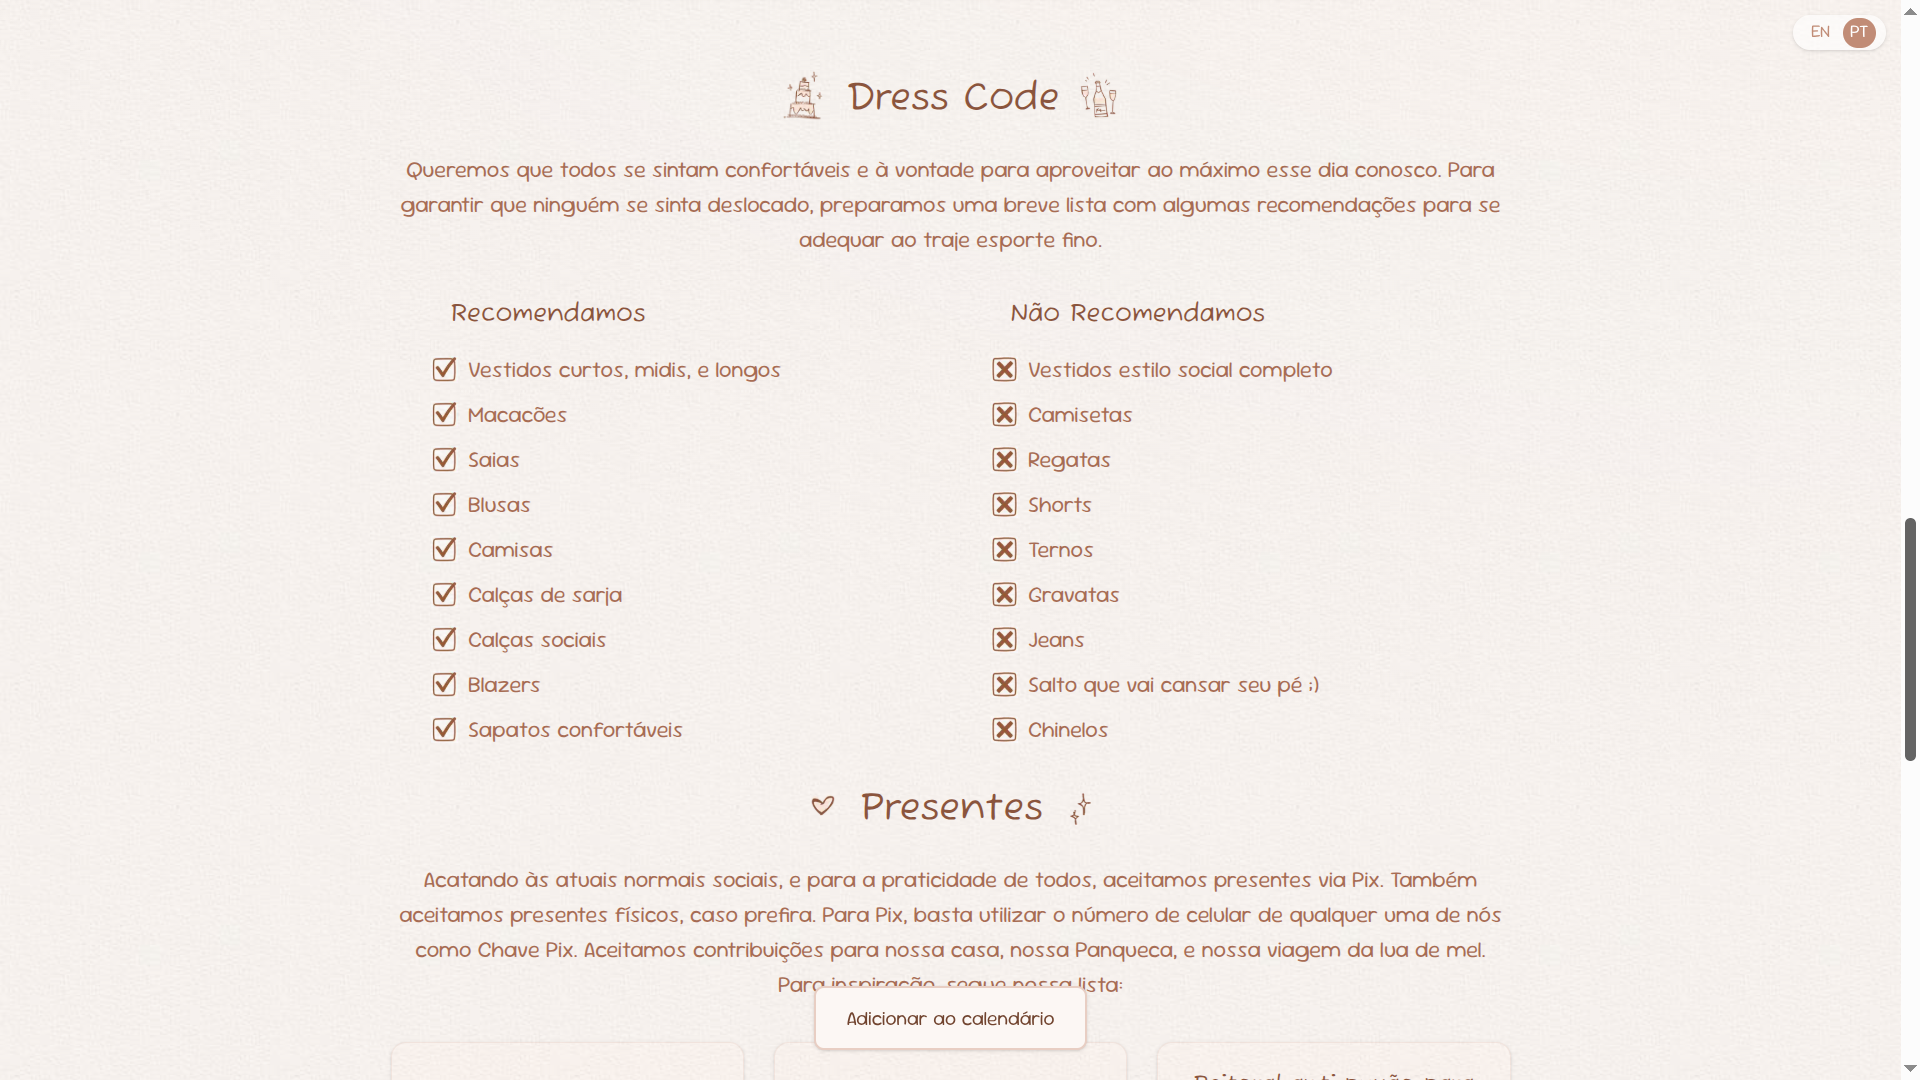 EN PT
Dress Code
Queremos que todos se sintam confortáveis e à vontade para aproveitar ao máximo esse dia conosco. Para
garantir que ninguém se sinta deslocado, preparamos uma breve lista com algumas recomendações para se
adequar ao traje esporte fino.
Recomendamos
Vestidos curtos, midis, e longos
Macacões
Saias
Blusas
Camisas
Calças de sarja
Calças sociais
Blazers
Sapatos confortáveis
Não Recomendamos
Vestidos estilo social completo
Camisetas
Regatas
Shorts
Ternos
Gravatas
Jeans
Salto que vai cansar seu pé ;)
Chinelos
Presentes
Acatando às atuais normais sociais, e para a praticidade de todos, aceitamos presentes via Pix. Também
aceitamos presentes físicos, caso prefira. Para Pix, basta utilizar o número de celular de qualquer uma de nós
como Chave Pix. Aceitamos contribuições para nossa casa, nossa Panqueca, e nossa viagem da lua de mel.
Para inspiração, segue nossa lista:
Adicionar ao calendário